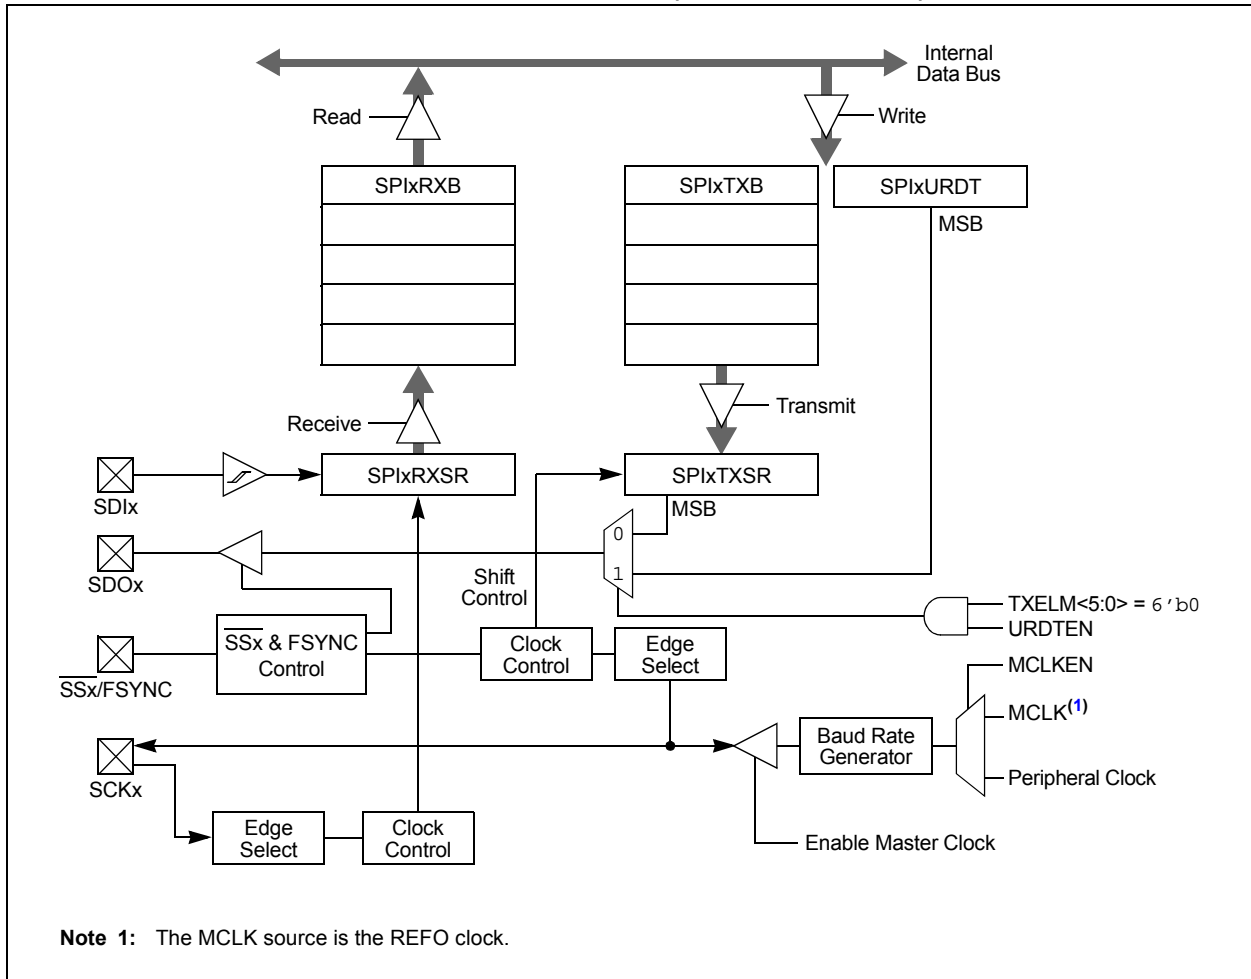 Internal
Data Bus
Read
Write
SPIxRXB
SPIxTXB
SPIxURDT
MSB
Receive
Transmit
SPIxRXSR
SPIxTXSR
SDIx
MSB
0
SDOx
1
Shift
Control
TXELM<5:0> = 6'b0
URDTEN
SSx & FSYNC
Control
Clock
Control
Edge
Select
SSx/FSYNC
MCLKEN
MCLK(1)
Baud Rate
Generator
Peripheral Clock
SCKx
Edge
Select
Clock
Control
Enable Master Clock
Note 1: The MCLK source is the REFO clock.